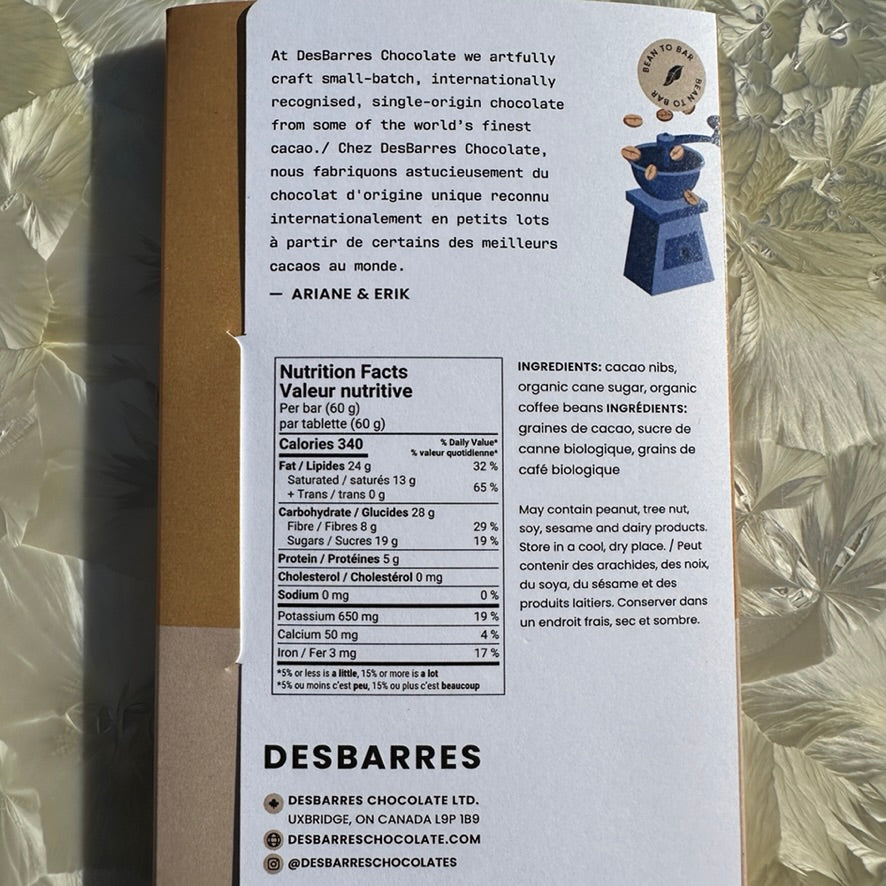 At DesBarres Chocolate we artfully
craft small-batch, internationally
recognised, single-origin chocolate
from some of the world's finest
cacao./ Chez DesBarres Chocolate,
nous fabriquons astucieusement du
chocolat d'origine unique reconnu
internationalement en petits lots
à partir de certains des meilleurs
cacaos au monde.
— ARIANE & ERIK
BEAN TO BAR
BEAN TO BAR
Nutrition Facts
Valeur nutritive
Per bar (60 g)
par tablette (60 g)
Calories 340
% Daily Value*
% valeur quotidienne*
Fat / Lipides 24 g 32 %
Saturated / saturés 13 g
+ Trans / trans 0 g 65 %
Carbohydrate / Glucides 28 g
Fibre / Fibres 8 g 29 %
Sugars / Sucres 19 g 19 %
Protein / Protéines 5 g
Cholesterol / Cholestérol 0 mg
Sodium 0 mg 0 %
Potassium 650 mg 19 %
Calcium 50 mg 4 %
Iron / Fer 3 mg 17 %
*5% or less is a little, 15% or more is a lot
*5% ou moins c'est peu, 15% ou plus c'est beaucoup
INGREDIENTS: cacao nibs,
organic cane sugar, organic
coffee beans INGRÉDIENTS:
graines de cacao, sucre de
canne biologique, grains de
café biologique
May contain peanut, tree nut,
soy, sesame and dairy products.
Store in a cool, dry place. / Peut
contenir des arachides, des noix,
du soya, du sésame et des
produits laitiers. Conserver dans
un endroit frais, sec et sombre.
DESBARRES
DESBARRES CHOCOLATE LTD.
UXBRIDGE, ON CANADA L9P 1B9
DESBARRESCHOCOLATE.COM
@DESBARRESCHOCOLATES